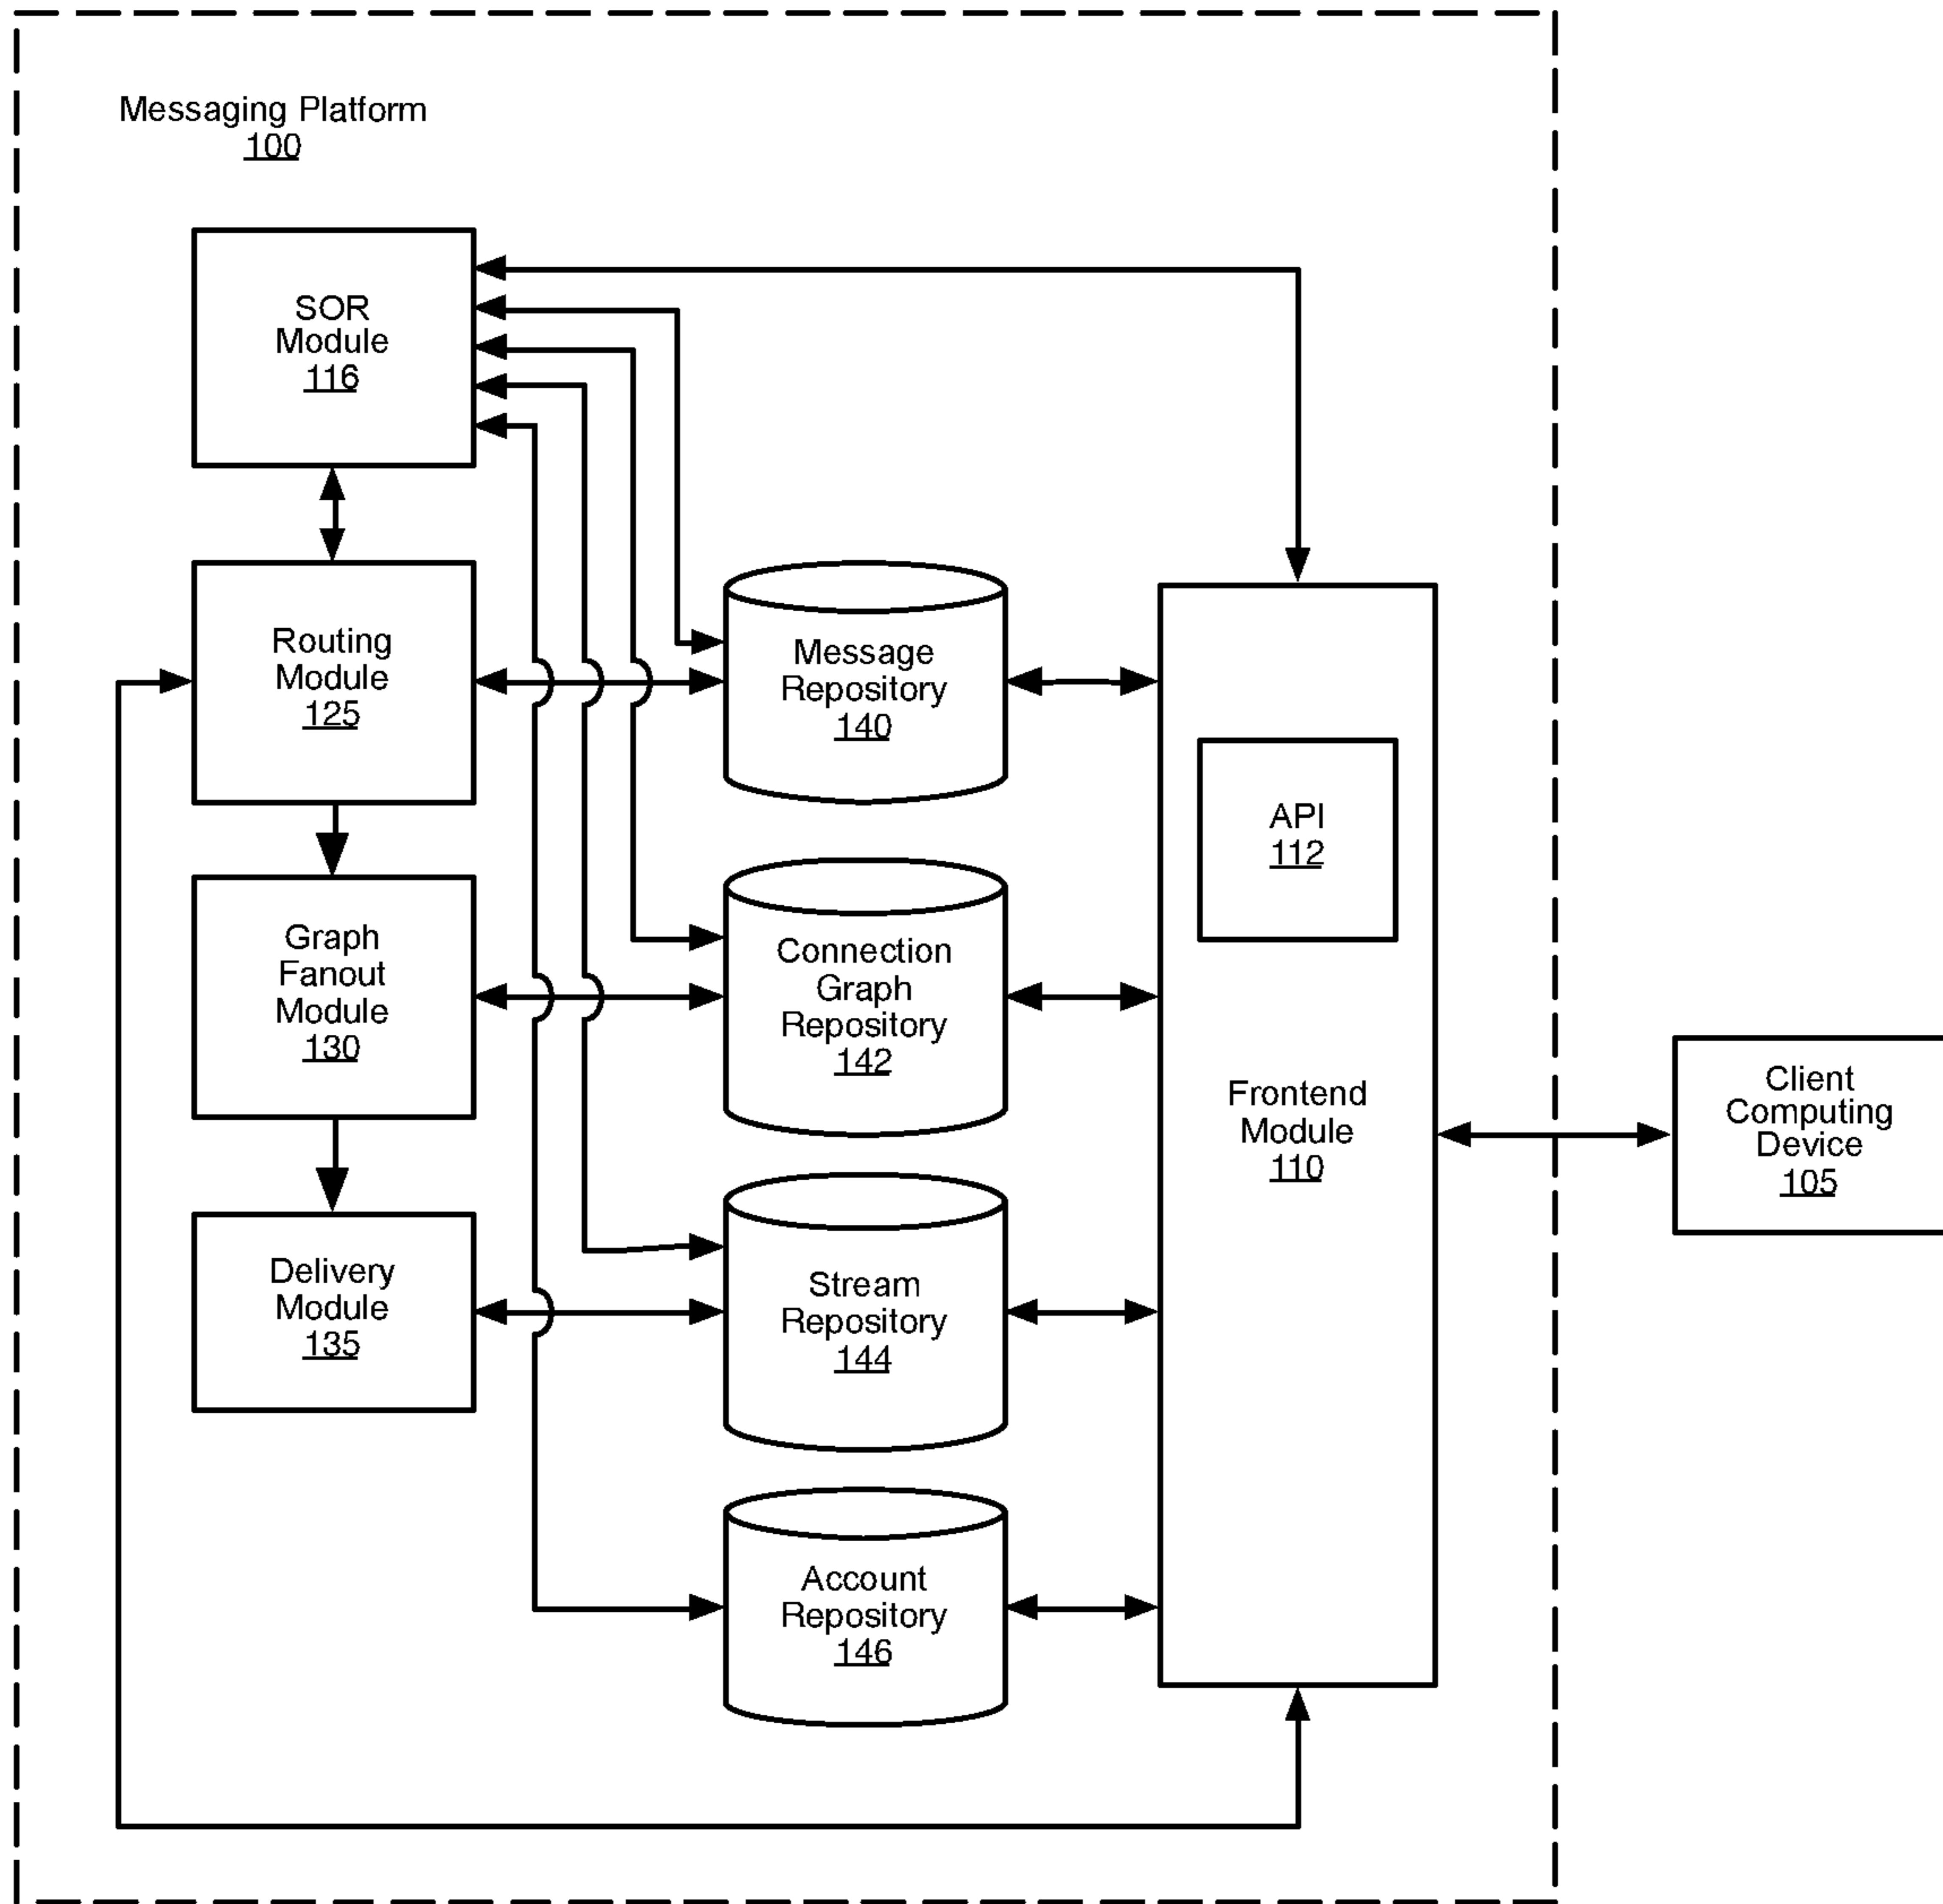 Messaging Platform
100
SOR
Module
116
Routing
Module
125
Graph
Fanout
Module
130
Delivery
Module
135
Message
Repository
140
Connection
Graph
Repository
142
Stream
Repository
144
Account
Repository
146
API
112
Frontend
Module
110
Client
Computing
Device
105